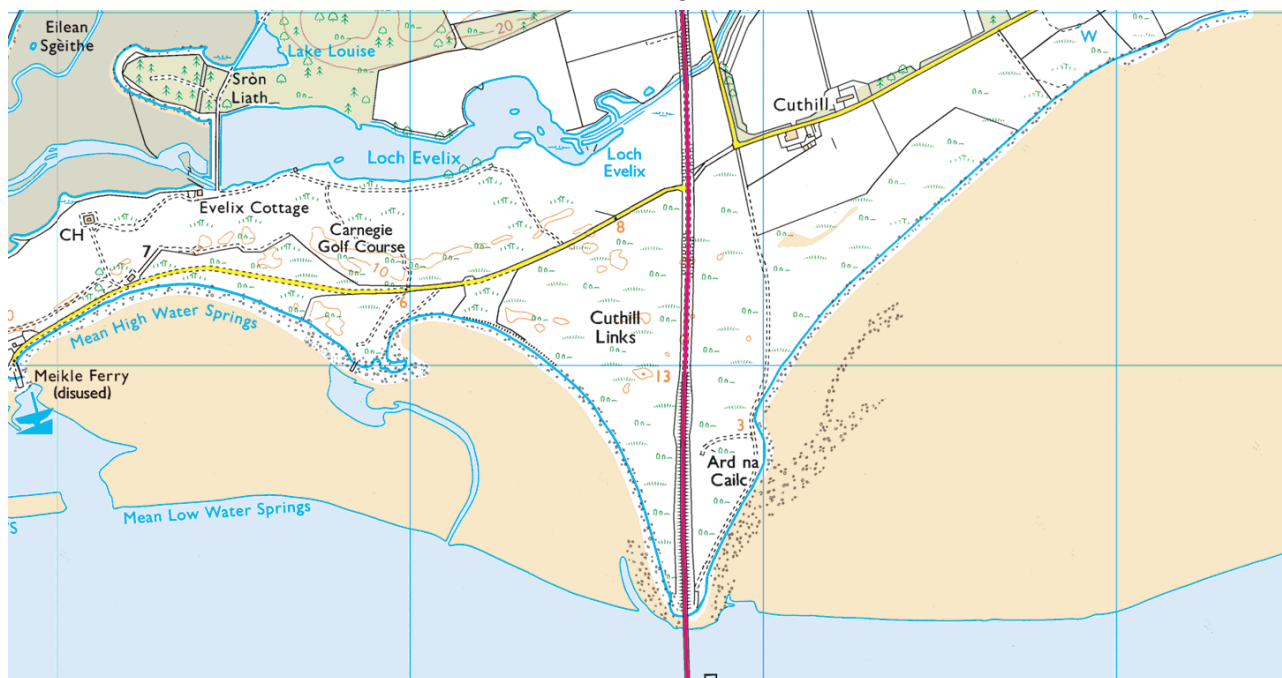 Eilean
Sgèithe
20
Lake Louise
W
Sròn
Liath
Cuthill
Loch Evelix
Loch
Evelix
Evelix Cottage
CH
Carnegie
Golf Course
8
7
10
6
Mean High Water Springs
Cuthill
Links
Meikle Ferry
(disused)
13
3
Ard na
Cailc
Mean Low Water Springs
S